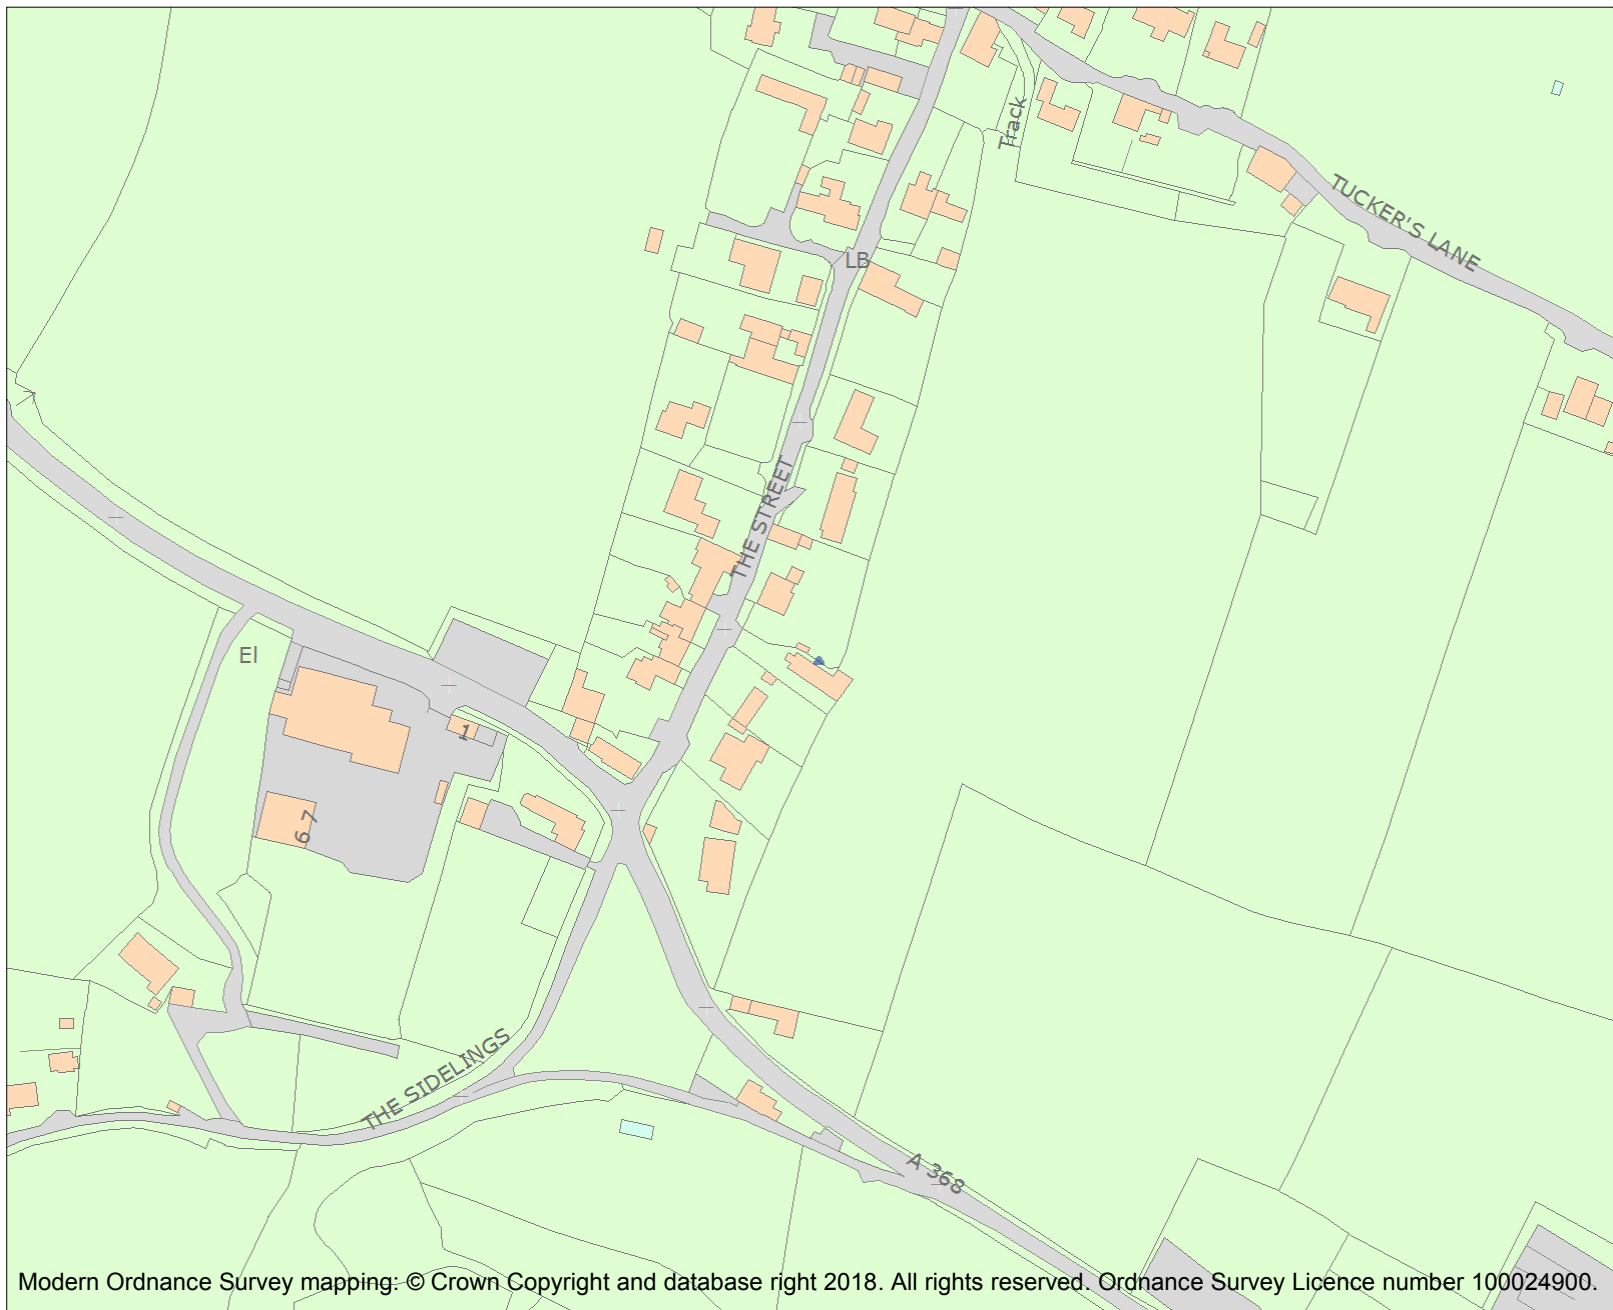 Track
TUCKER'S LANE
LB
THE STREET
El
1
6 7
THE SIDELINGS
A 368
Modern Ordnance Survey mapping: © Crown Copyright and database right 2018. All rights reserved. Ordnance Survey Licence number 100024900.